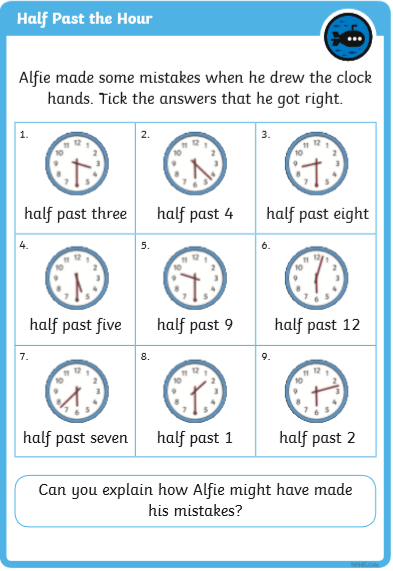 Half Past the Hour
Alfie made some mistakes when he drew the clock
hands. Tick the answers that he got right.
1.
half past three
2.
half past 4
3.
half past eight
4.
half past five
5.
half past 9
6.
half past 12
7.
half past seven
8.
half past 1
9.
half past 2
Can you explain how Alfie might have made
his mistakes?